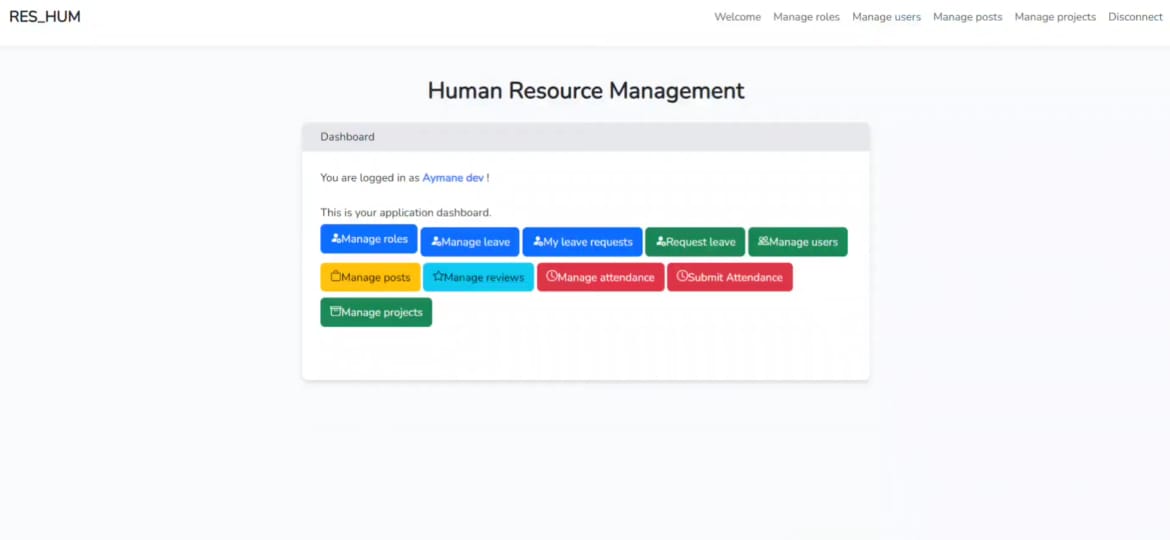 RES_HUM
Welcome Manage roles Manage users Manage posts Manage projects Disconnect
Human Resource Management
Dashboard
You are logged in as Aymane dev !
This is your application dashboard.
Manage roles Manage leave My leave requests Request leave Manage users
Manage posts Manage reviews Manage attendance Submit Attendance
Manage projects